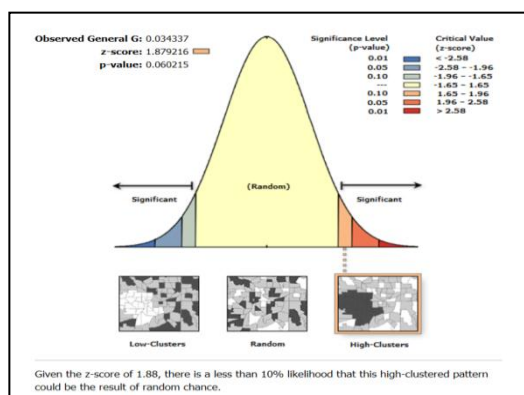 Observed General G: 0.034337
z-score: 1.879216
p-value: 0.060215
Significance Level
(p-value)
Critical Value
(z-score)
0.01 < -2.58
0.05 -2.58 - -1.96
0.10 -1.96 - -1.65
--- -1.65 - 1.65
0.10 1.65 - 1.96
0.05 1.96 - 2.58
0.01 > 2.58
(Random)
Significant
Significant
Low-Clusters
Random
High-Clusters
Given the z-score of 1.88, there is a less than 10% likelihood that this high-clustered pattern
could be the result of random chance.